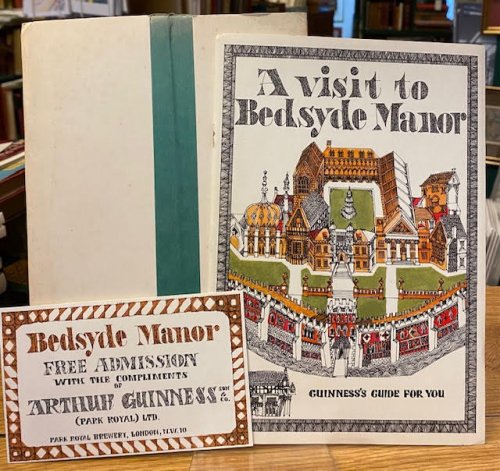 A visit to
Bedsyde Manor
GUINNESS'S GUIDE FOR YOU
Bedsyde Manor
FREE ADMISSION
WITH THE COMPLIMENTS
OF
ARTHUR GUINNESS SON & CO.
(PARK ROYAL) LTD.
PARK ROYAL BREWERY, LONDON, N.W.10